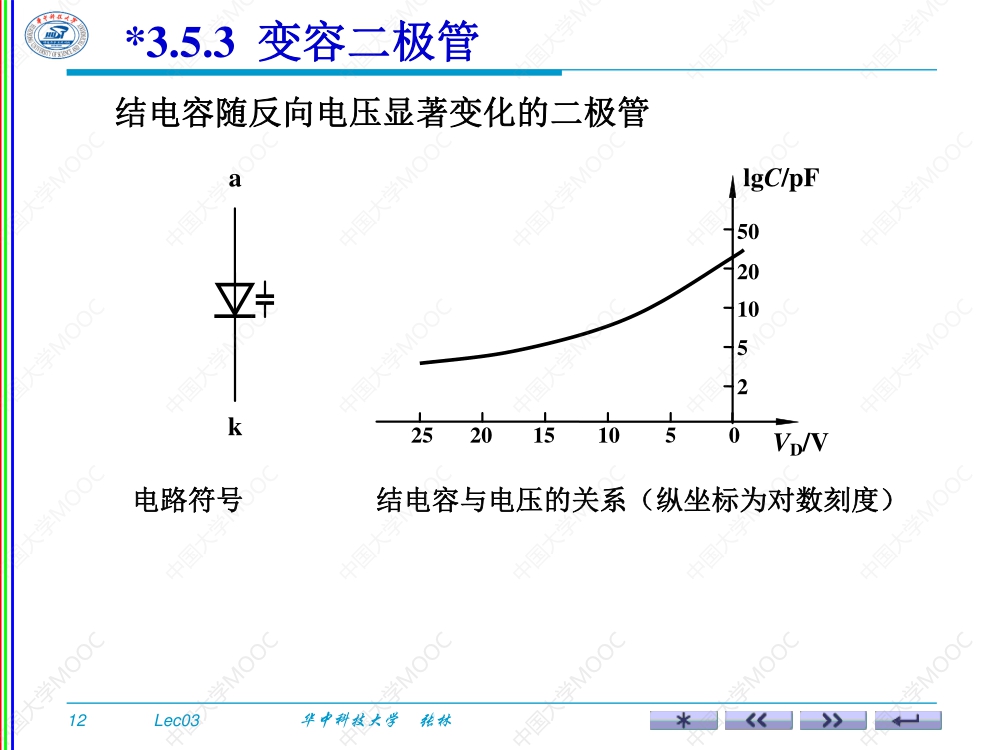 *3.5.3 变容二极管
结电容随反向电压显著变化的二极管
a
k
lgC/pF
50
20
10
5
2
25 20 15 10 5 0
V_D/V
电路符号
结电容与电压的关系（纵坐标为对数刻度）
12 Lec03 华中科技大学 张林
中国大学MOOC